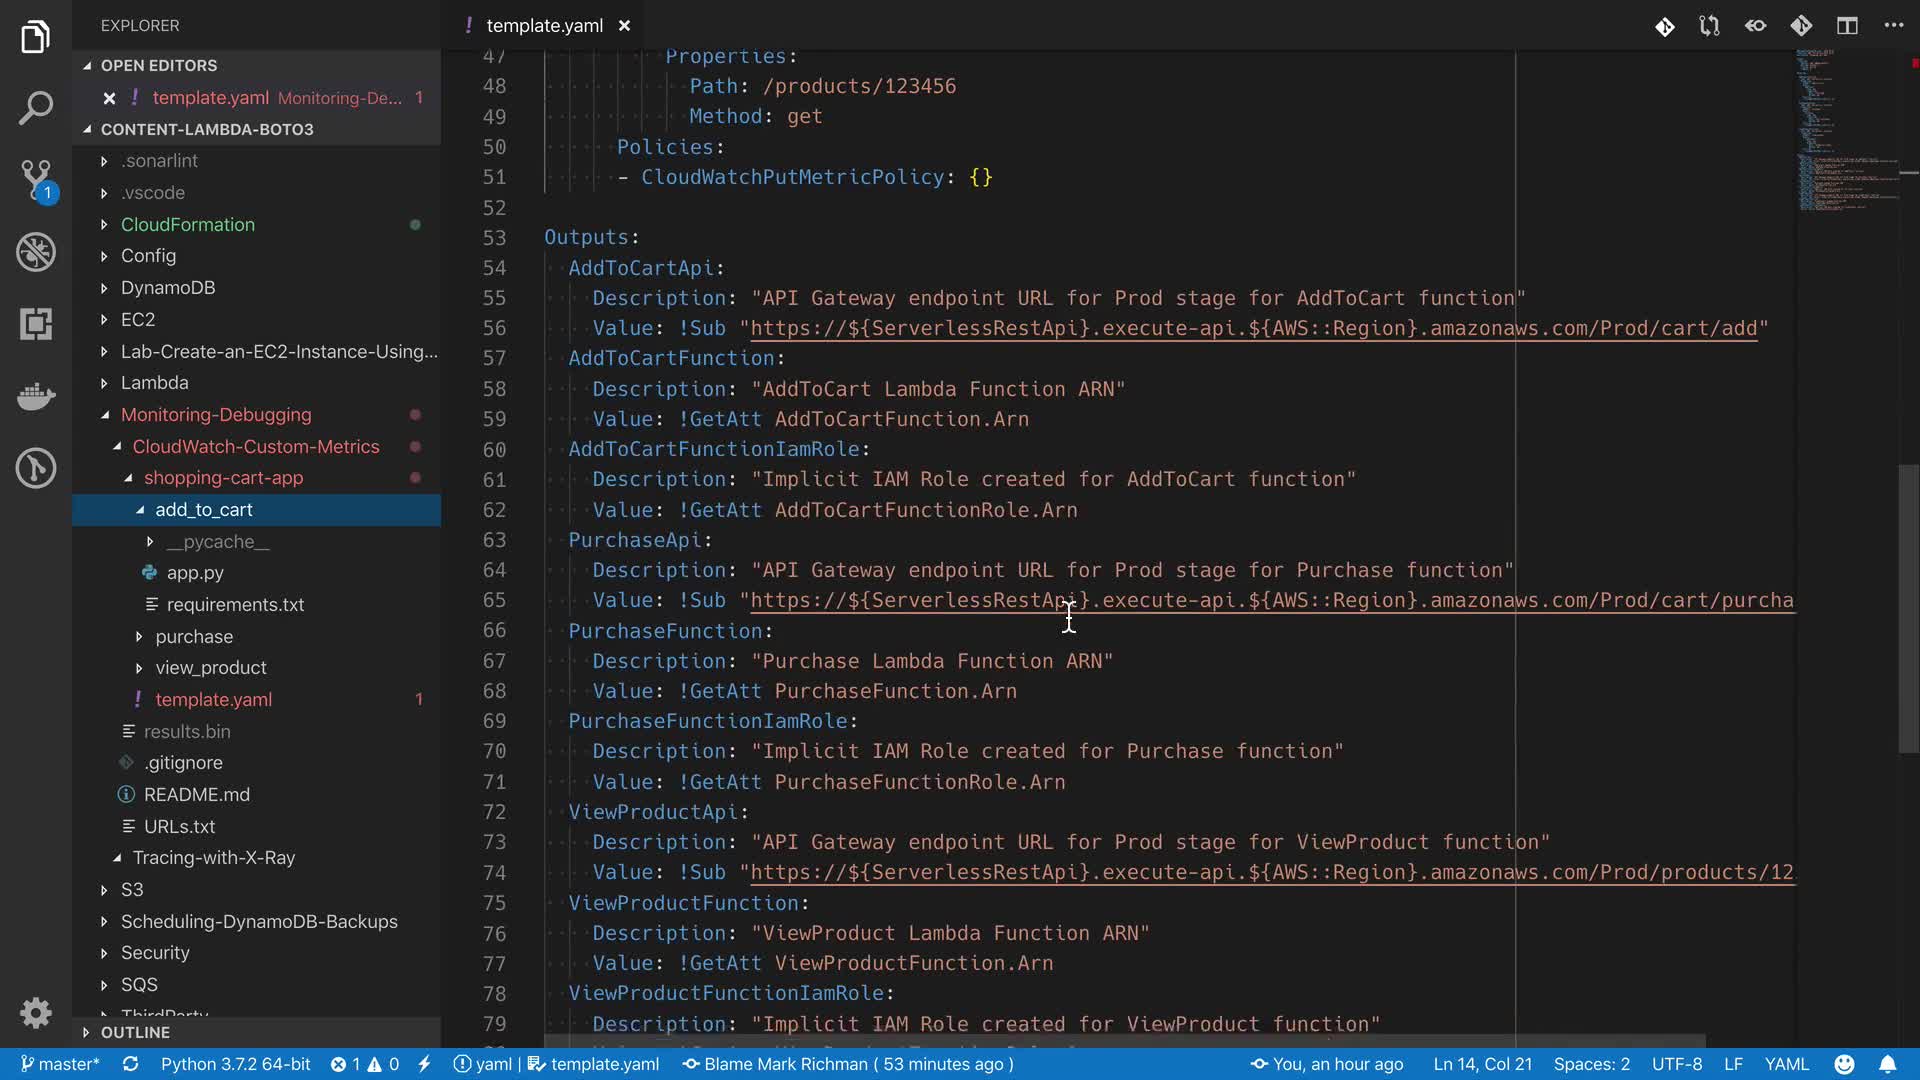 EXPLORER
OPEN EDITORS
template.yaml Monitoring-De... 1
CONTENT-LAMBDA-BOTO3
.sonarlint
.vscode
CloudFormation
Config
DynamoDB
EC2
Lab-Create-an-EC2-Instance-Using...
Lambda
Monitoring-Debugging
CloudWatch-Custom-Metrics
shopping-cart-app
add_to_cart
__pycache__
app.py
requirements.txt
purchase
view_product
template.yaml 1
results.bin
.gitignore
README.md
URLs.txt
Tracing-with-X-Ray
S3
Scheduling-DynamoDB-Backups
Security
SQS
ThirdParty
OUTLINE
1
template.yaml
47 Properties:
48 Path: /products/123456
49 Method: get
50 Policies:
51 - CloudWatchPutMetricPolicy: {}
52
53 Outputs:
54 AddToCartApi:
55 Description: "API Gateway endpoint URL for Prod stage for AddToCart function"
56 Value: !Sub "https://${ServerlessRestApi}.execute-api.${AWS::Region}.amazonaws.com/Prod/cart/add"
57 AddToCartFunction:
58 Description: "AddToCart Lambda Function ARN"
59 Value: !GetAtt AddToCartFunction.Arn
60 AddToCartFunctionIamRole:
61 Description: "Implicit IAM Role created for AddToCart function"
62 Value: !GetAtt AddToCartFunctionRole.Arn
63 PurchaseApi:
64 Description: "API Gateway endpoint URL for Prod stage for Purchase function"
65 Value: !Sub "https://${ServerlessRestApi}.execute-api.${AWS::Region}.amazonaws.com/Prod/cart/purcha
66 PurchaseFunction:
67 Description: "Purchase Lambda Function ARN"
68 Value: !GetAtt PurchaseFunction.Arn
69 PurchaseFunctionIamRole:
70 Description: "Implicit IAM Role created for Purchase function"
71 Value: !GetAtt PurchaseFunctionRole.Arn
72 ViewProductApi:
73 Description: "API Gateway endpoint URL for Prod stage for ViewProduct function"
74 Value: !Sub "https://${ServerlessRestApi}.execute-api.${AWS::Region}.amazonaws.com/Prod/products/12
75 ViewProductFunction:
76 Description: "ViewProduct Lambda Function ARN"
77 Value: !GetAtt ViewProductFunction.Arn
78 ViewProductFunctionIamRole:
79 Description: "Implicit IAM Role created for ViewProduct function"
master* Python 3.7.2 64-bit 1 0 yaml | template.yaml Blame Mark Richman ( 53 minutes ago ) You, an hour ago Ln 14, Col 21 Spaces: 2 UTF-8 LF YAML